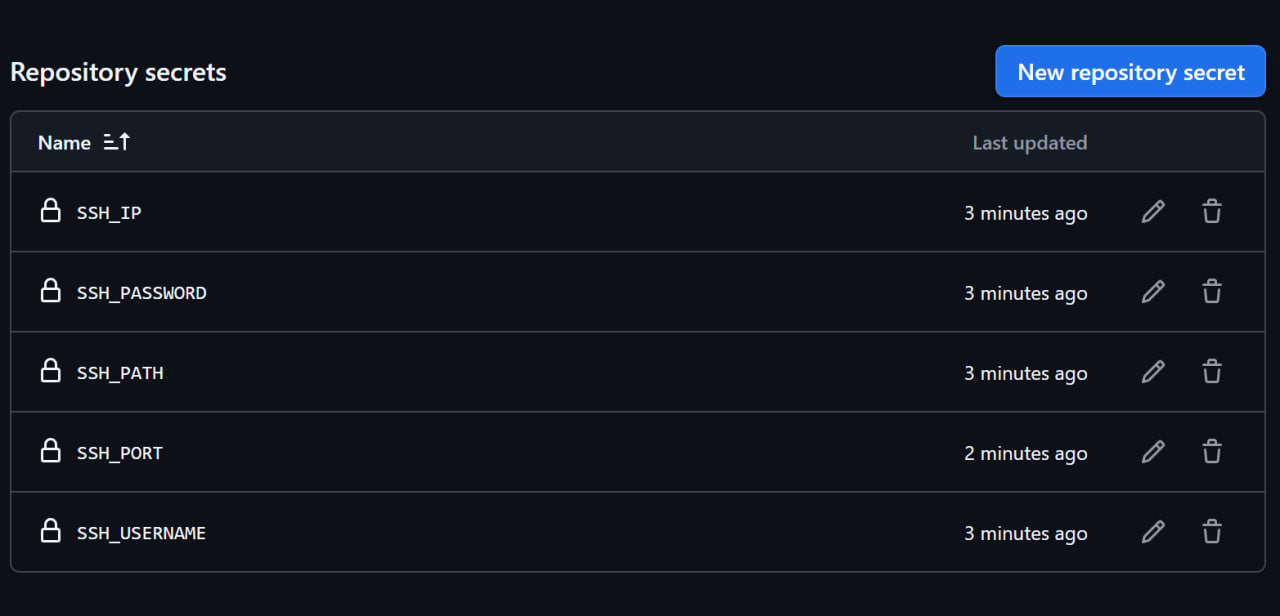 Repository secrets
New repository secret
Name
Last updated
SSH_IP
3 minutes ago
SSH_PASSWORD
3 minutes ago
SSH_PATH
3 minutes ago
SSH_PORT
2 minutes ago
SSH_USERNAME
3 minutes ago